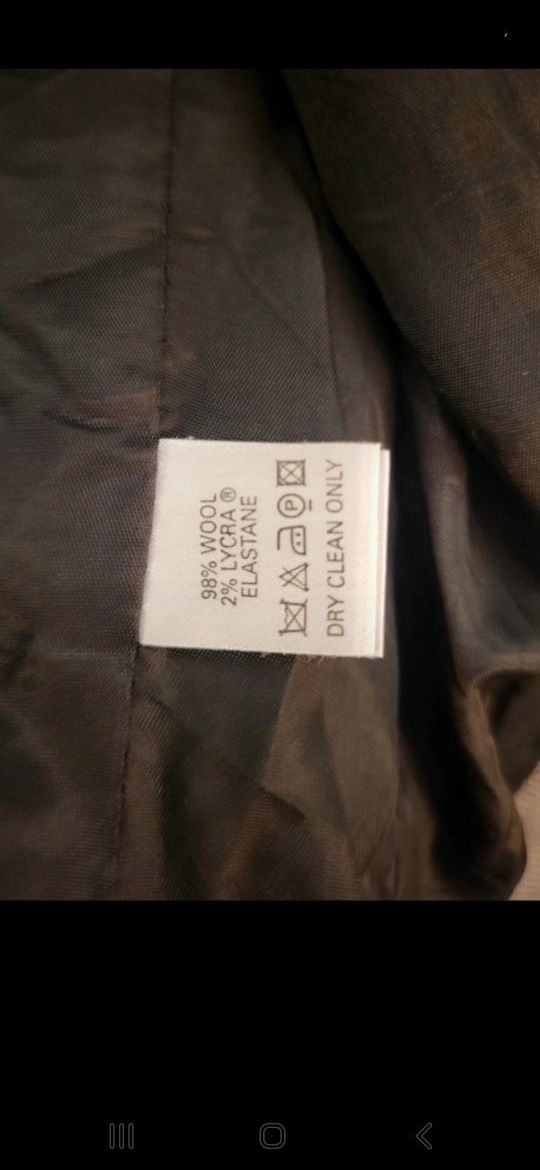 98% WOOL
2% LYCRA®
ELASTANE
P
DRY CLEAN ONLY